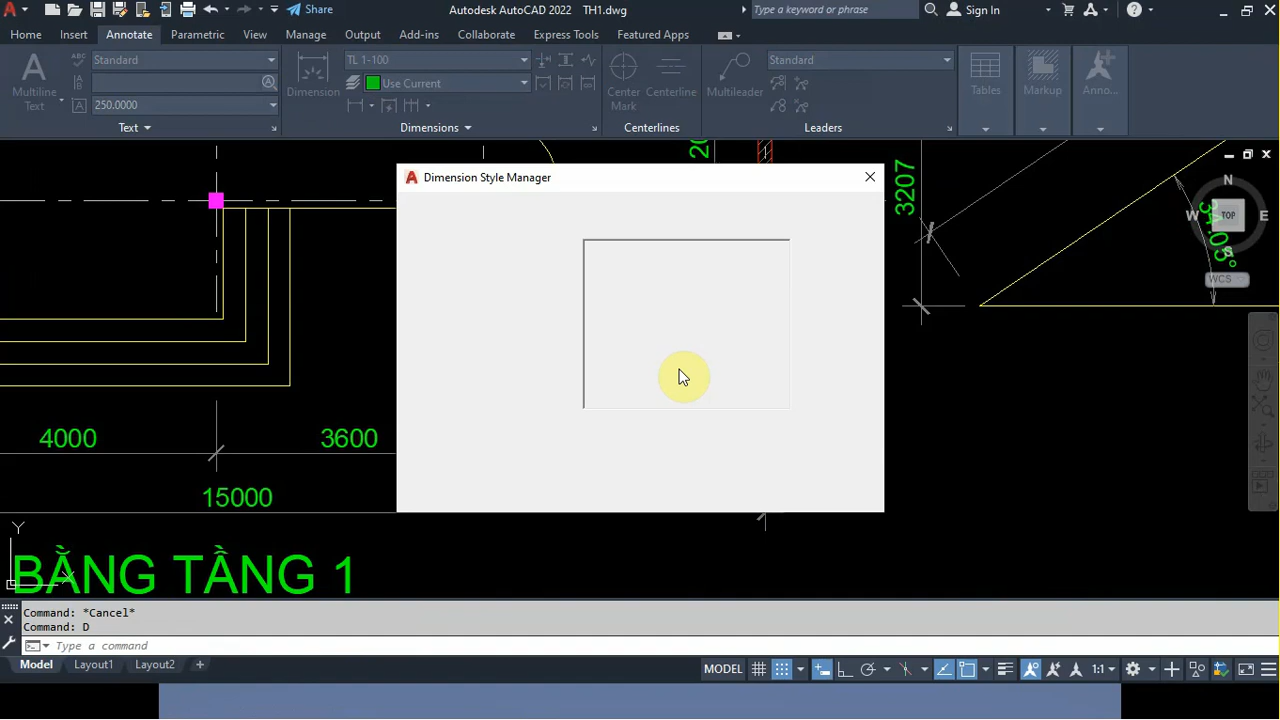 Share
Autodesk AutoCAD 2022 TH1.dwg
Type a keyword or phrase
Sign In
Home
Insert
Annotate
Parametric
View
Manage
Output
Add-ins
Collaborate
Express Tools
Featured Apps
Multiline
Text
Standard
250.0000
Text
Dimension
TL 1-100
Use Current
Dimensions
Center
Mark
Centerline
Centerlines
Multileader
Standard
Leaders
Tables
Markup
Anno...
Dimension Style Manager
20
3207
34.05°
N
W
TOP
E
S
WCS
4000
3600
15000
Y
X
BẰNG TẦNG 1
Command: *Cancel*
Command: D
Type a command
Model
Layout1
Layout2
MODEL
1:1